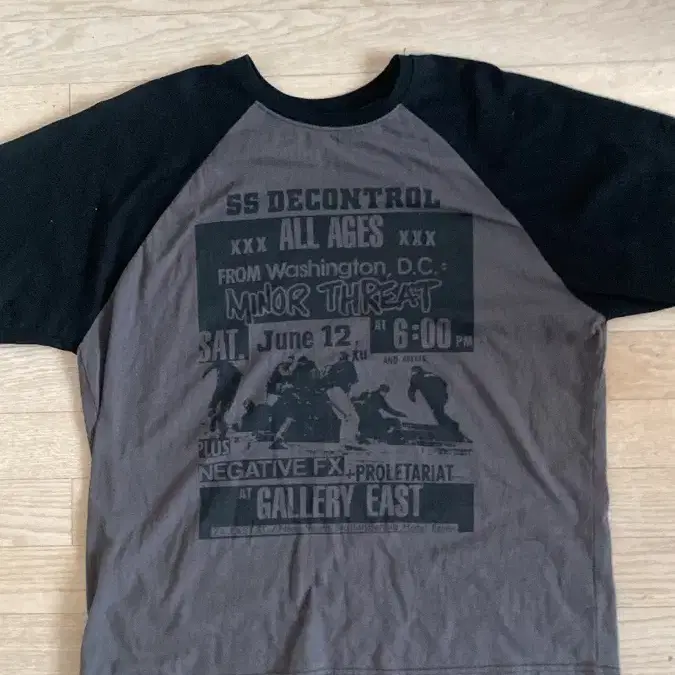 SS DECONTROL
xxx ALL AGES xxx
FROM Washington, D.C.:
MINOR THREAT
SAT. June 12, AT 6:00 PM
PLUS
NEGATIVE FX, + PROLETARIAT
AT GALLERY EAST